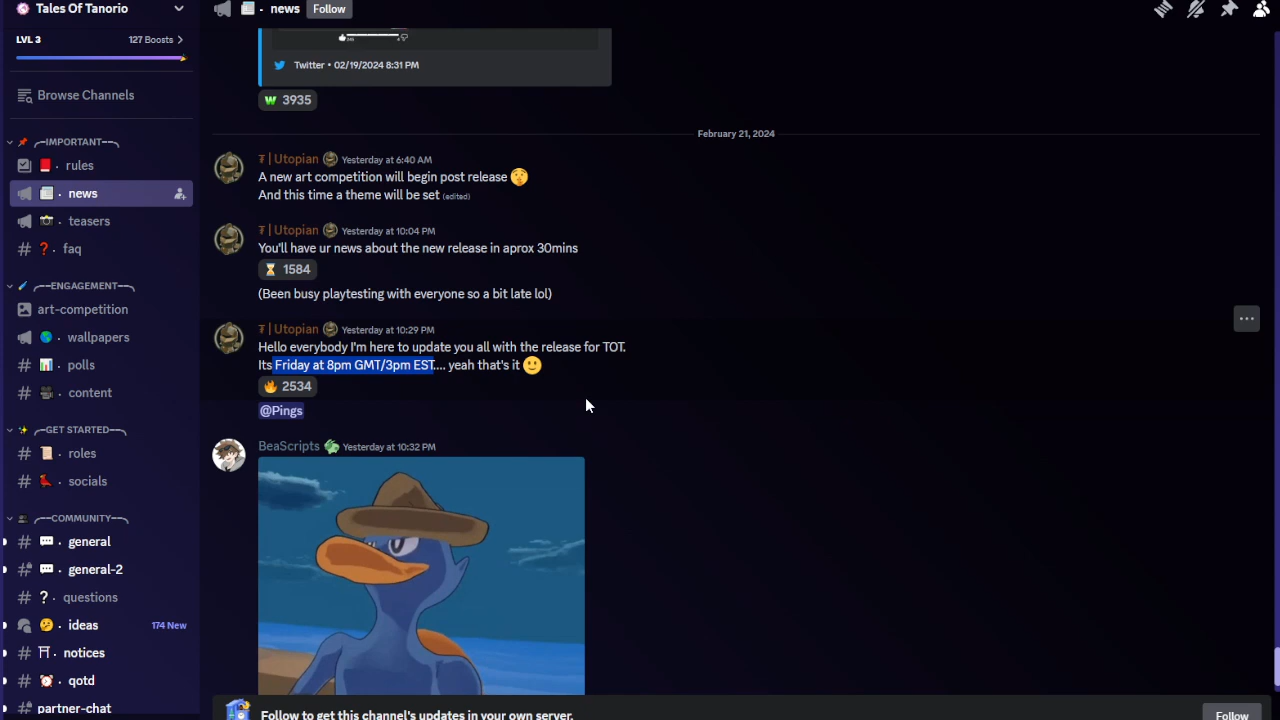 Tales Of Tanorio
LVL 3
127 Boosts
Browse Channels
IMPORTANT
rules
news
teasers
faq
ENGAGEMENT
art-competition
wallpapers
polls
content
GET STARTED
roles
socials
COMMUNITY
general
general-2
questions
ideas
174 New
notices
qotd
partner-chat
news
Follow
Twitter • 02/19/2024 8:31 PM
W 3935
February 21, 2024
₮ | Utopian Yesterday at 6:40 AM
A new art competition will begin post release
And this time a theme will be set (edited)
₮ | Utopian Yesterday at 10:04 PM
You'll have ur news about the new release in aprox 30mins
1584
(Been busy playtesting with everyone so a bit late lol)
₮ | Utopian Yesterday at 10:29 PM
Hello everybody I'm here to update you all with the release for TOT.
Its Friday at 8pm GMT/3pm EST.... yeah that's it
2534
@Pings
BeaScripts Yesterday at 10:32 PM
Follow to get this channel's updates in your own server.
Follow